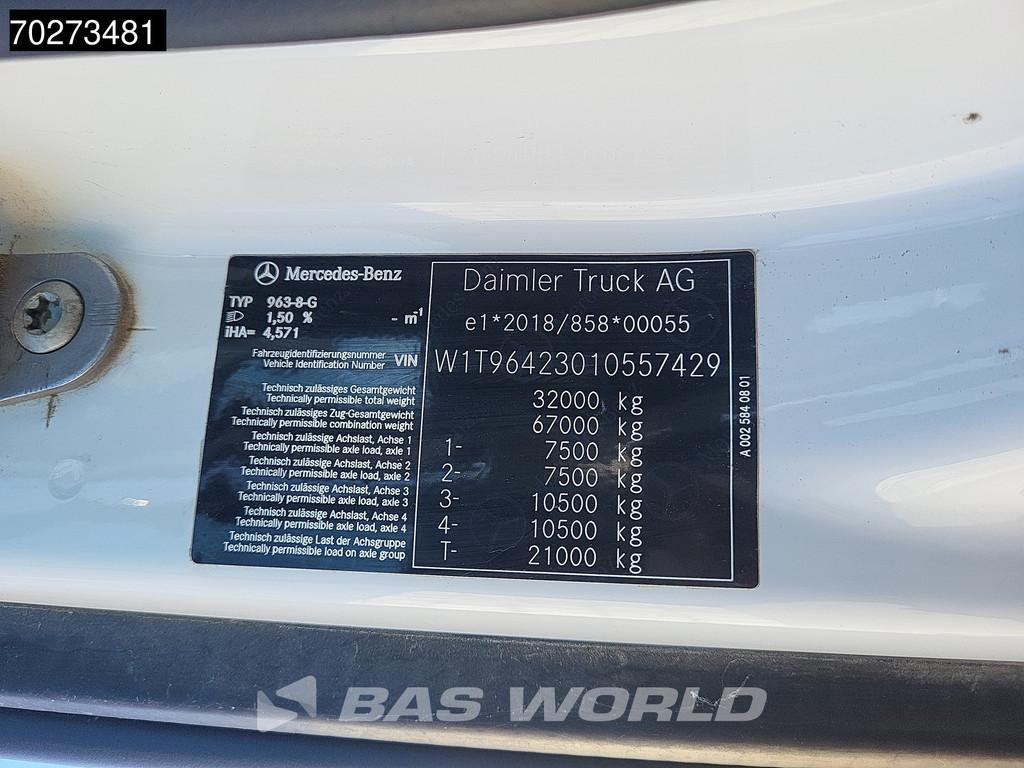 70273481
Mercedes-Benz
TYP 963-8-G
1,50 % - m-1
iHA= 4,571
Fahrzeugidentifizierungsnummer
Vehicle Identification Number VIN
Technisch zulässiges Gesamtgewicht
Technically permissible total weight
Technisch zulässiges Zug-Gesamtgewicht
Technically permissible combination weight
Technisch zulässige Achslast, Achse 1
Technically permissible axle load, axle 1
Technisch zulässige Achslast, Achse 2
Technically permissible axle load, axle 2
Technisch zulässige Achslast, Achse 3
Technically permissible axle load, axle 3
Technisch zulässige Achslast, Achse 4
Technically permissible axle load, axle 4
Technisch zulässige Last der Achsgruppe
Technically permissible load on axle group
Daimler Truck AG
e1*2018/858*00055
W1T96423010557429
32000 kg
67000 kg
1- 7500 kg
2- 7500 kg
3- 10500 kg
4- 10500 kg
T- 21000 kg
A 002 584 08 01
BAS WORLD